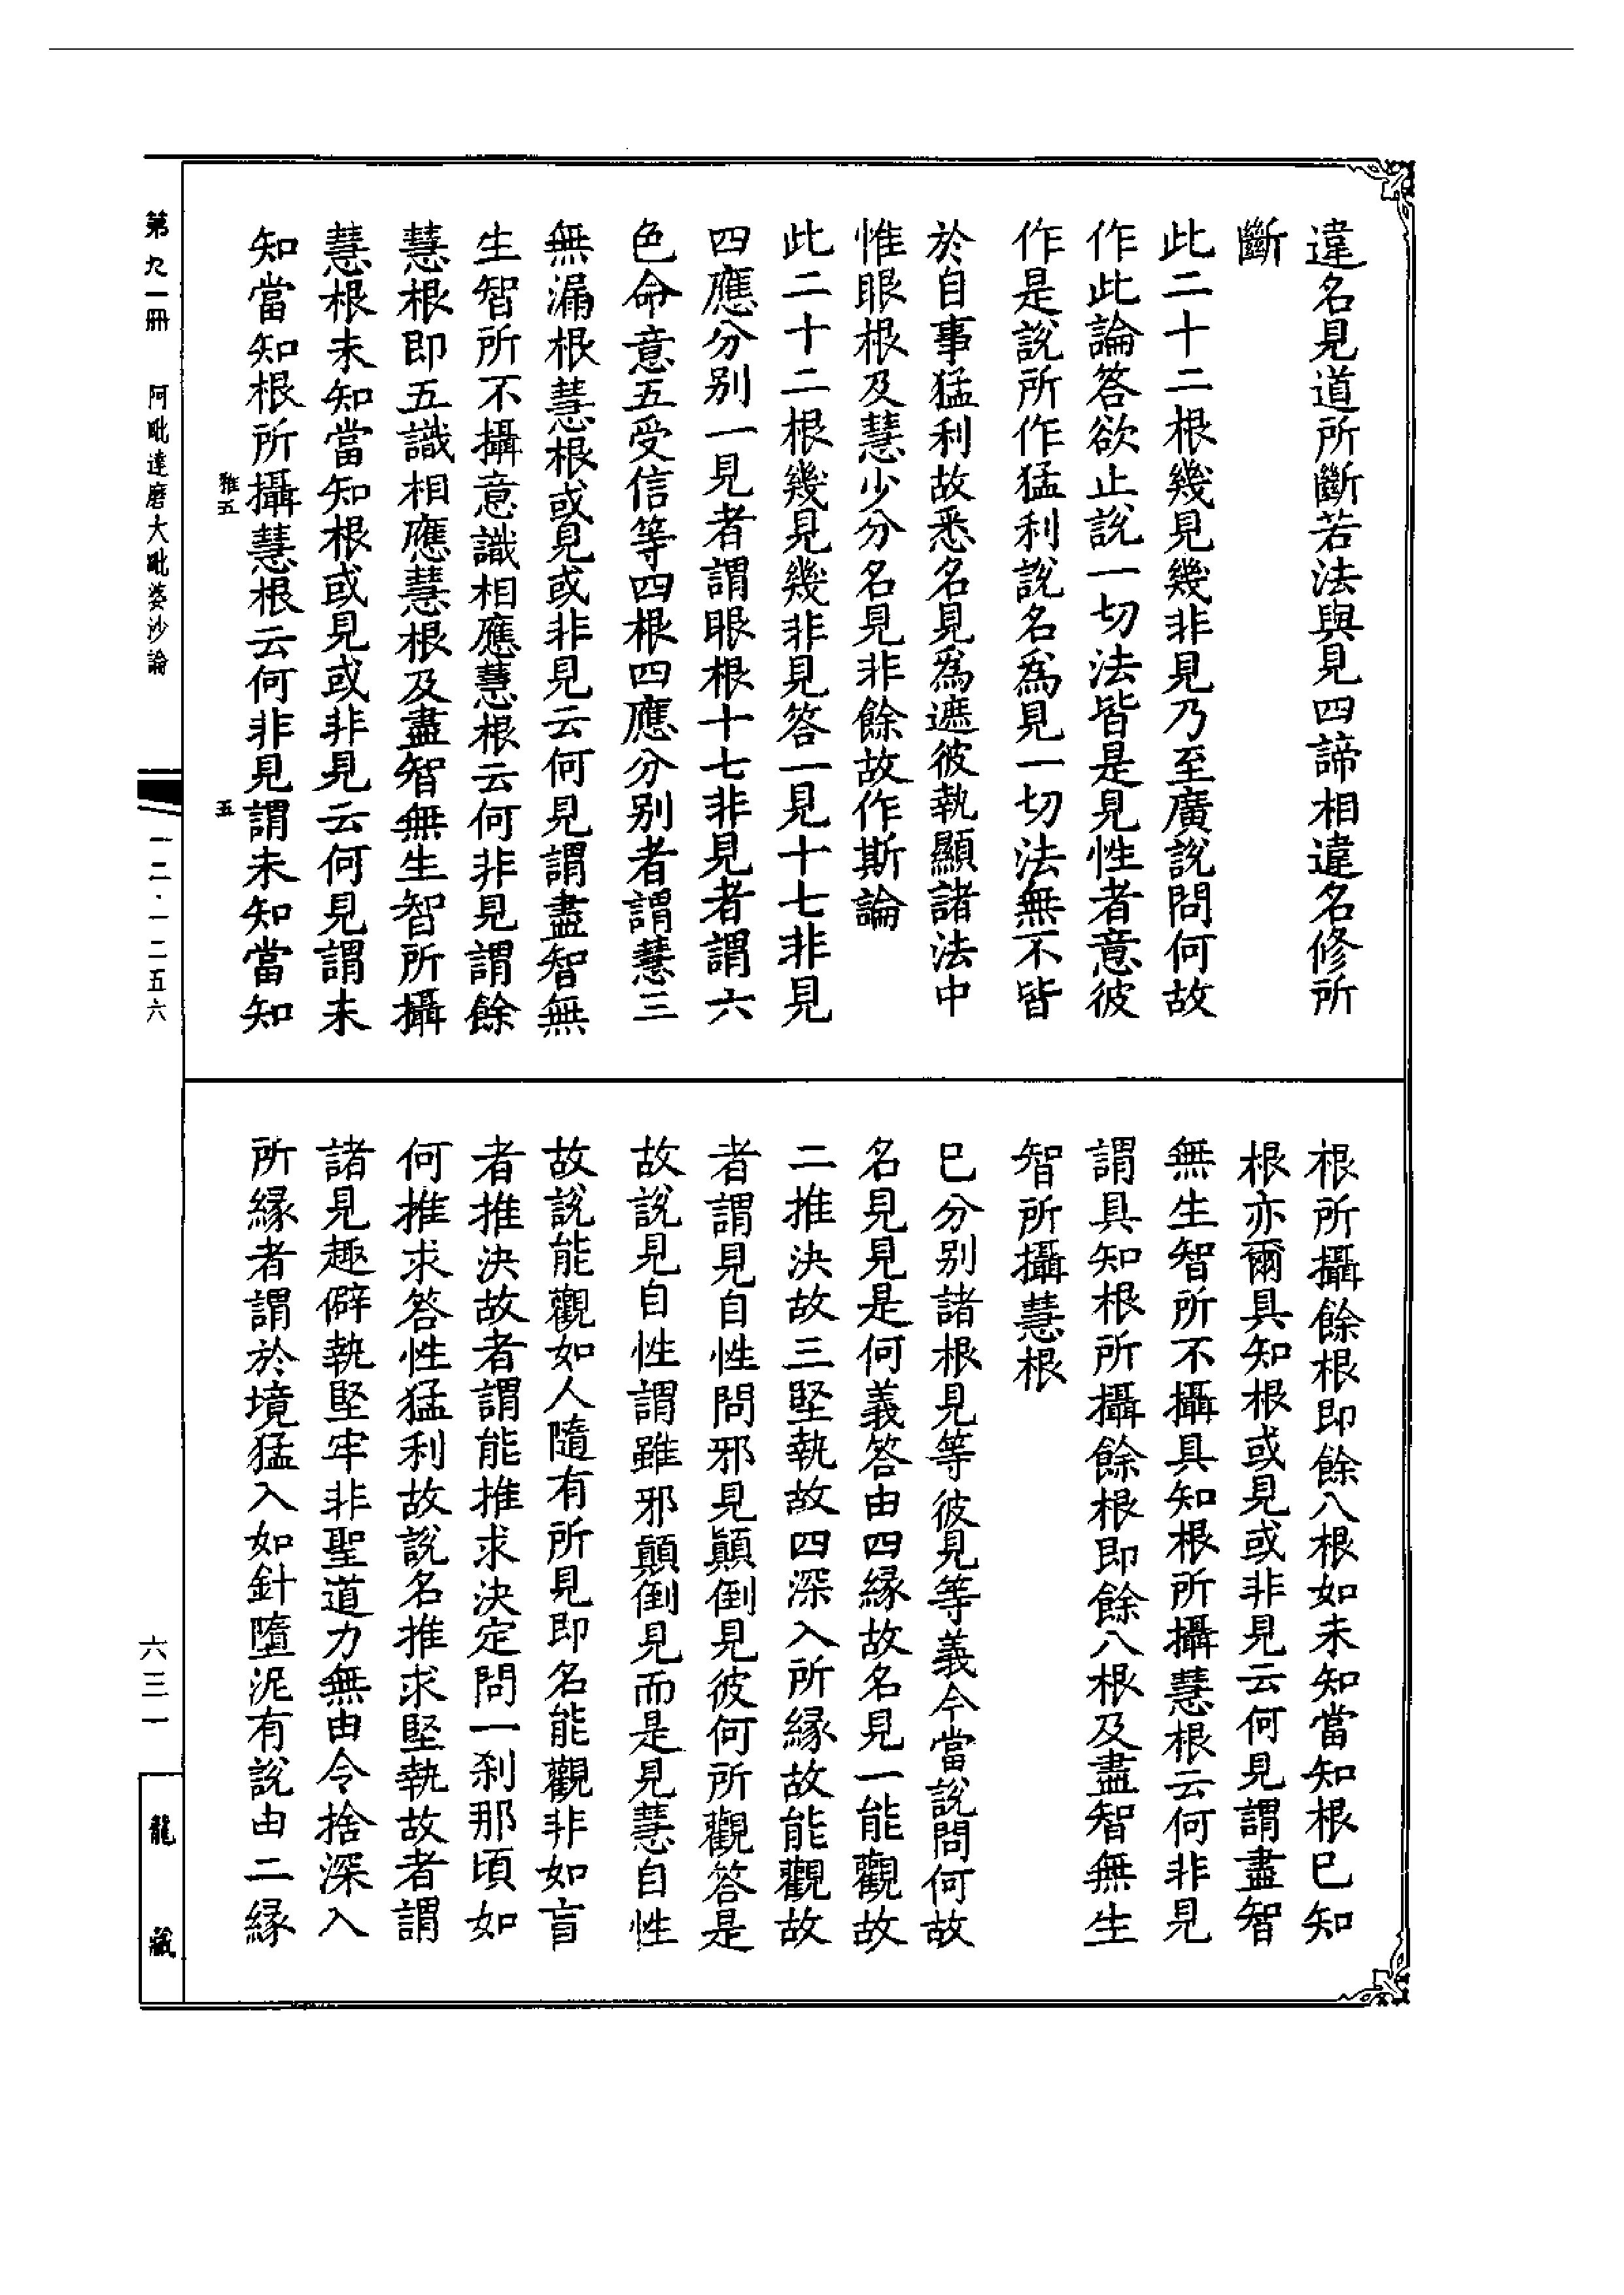 違名見道所斷若法與見四諦相違名修所
斷
此二十二根幾見幾非見乃至廣說問何故
作此論答欲止說一切法皆是見性者意彼
作是說所作猛利說名為見一切法無不皆
於自事猛利故悉名見為遮彼執顯諸法中
惟眼根及慧少分名見非餘故作斯論
此二十二根幾見幾非見答一見十七非見
四應分別一見者謂眼根十七非見者謂六
色命意五受信等四根四應分別者謂慧三
無漏根慧根或見或非見云何見謂盡智無
生智所不攝意識相應慧根云何非見謂餘
慧根即五識相應慧根及盡智無生智所攝
慧根未知當知根或見或非見云何見謂未
知當知根所攝慧根云何非見謂未知當知
雅五
五
根所攝餘根即餘八根如未知當知根巳知
根亦爾具知根或見或非見云何見謂盡智
無生智所不攝具知根所攝慧根云何非見
謂具知根所攝餘根即餘八根及盡智無生
智所攝慧根
巳分別諸根見等彼見等義今當說問何故
名見見是何義答由四緣故名見一能觀故
二推決故三堅執故四深入所緣故能觀故
者謂見自性問邪見顛倒見彼何所觀答是
故說見自性謂雖邪顛倒見而是見慧自性
故說能觀如人隨有所見即名能觀非如盲
者推決故者謂能推求決定問一剎那頃如
何推求答性猛利故說名推求堅執故者謂
諸見趣僻執堅牢非聖道力無由令捨深入
所緣者謂於境猛入如針墮泥有說由二緣
第九一冊
阿毗達磨大毗婆沙論
一二·一二五六
六三一
龍藏